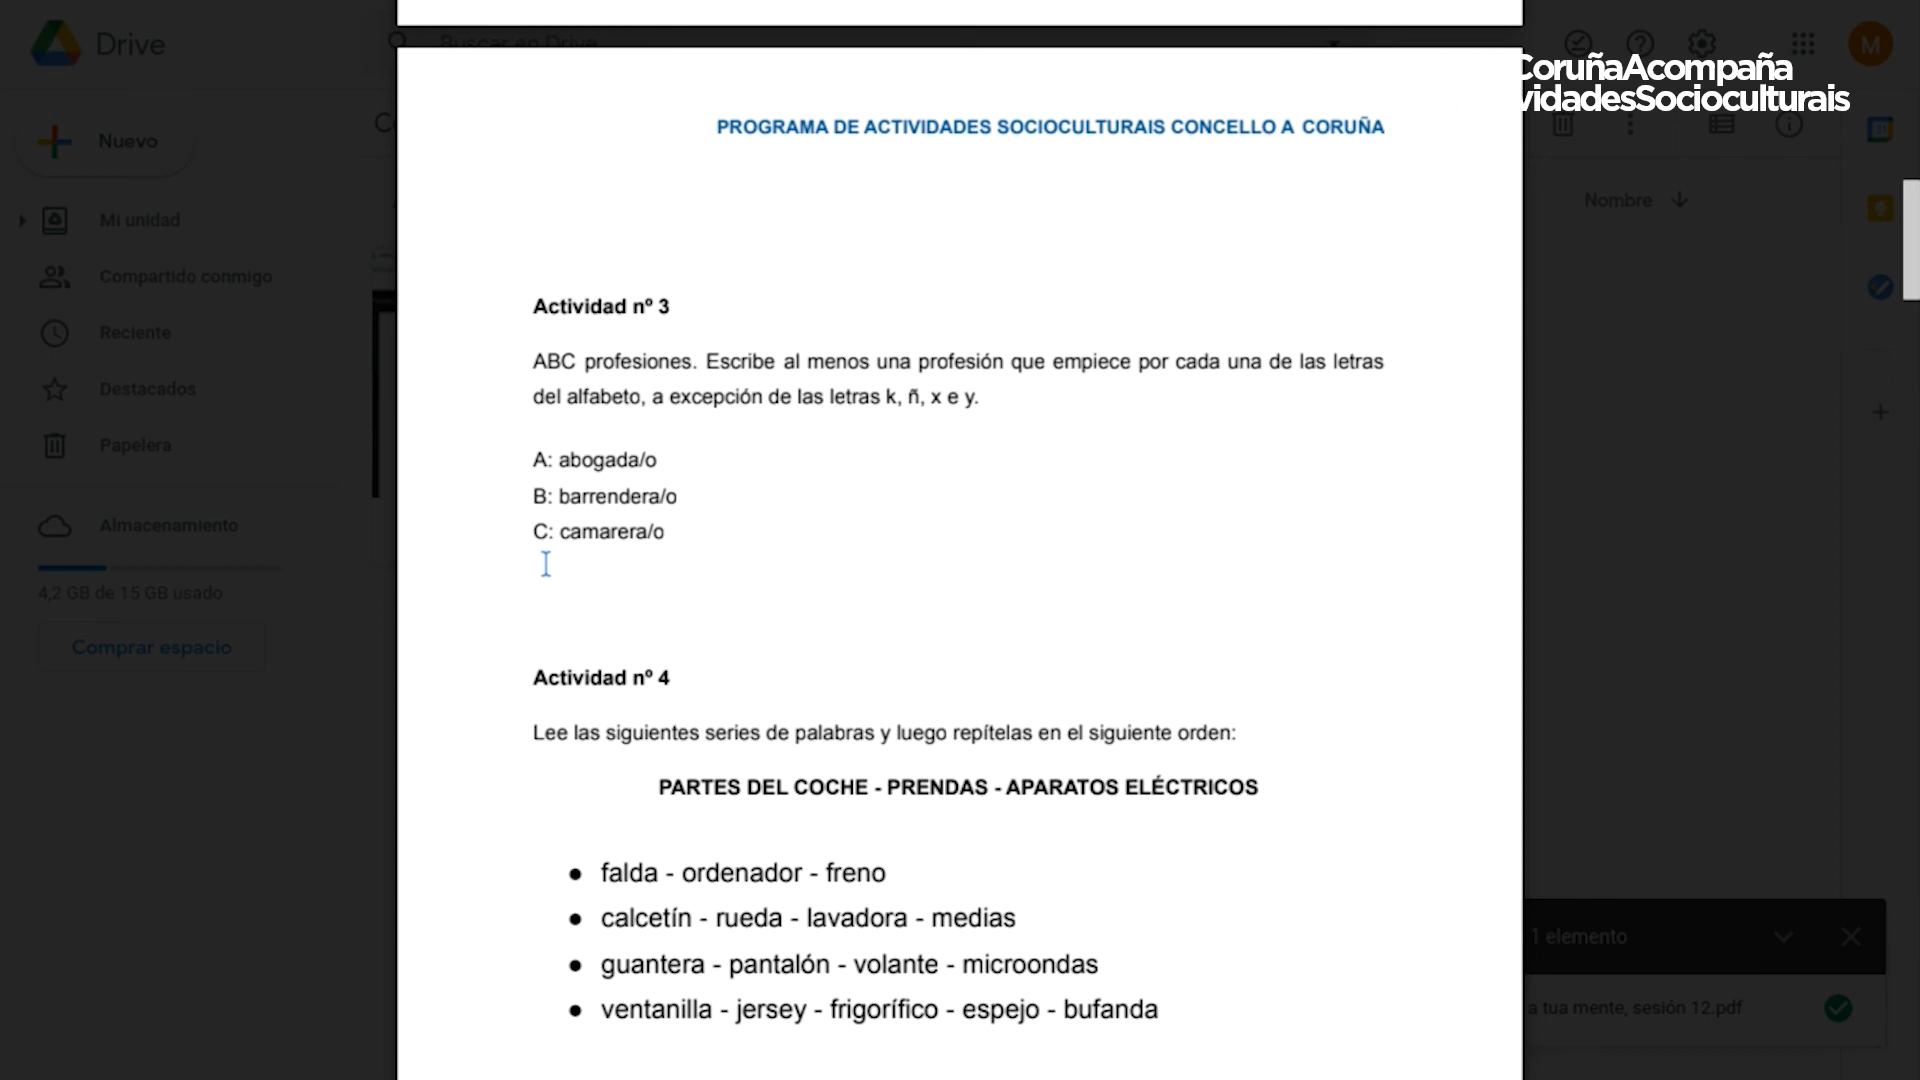 Drive
Buscar en Drive
M
CoruñaAcompaña
vidadesSocioculturais
Nuevo
Mi unidad
Compartido conmigo
Reciente
Destacados
Papelera
Almacenamiento
4,2 GB de 15 GB usado
Comprar espacio
Nombre
PROGRAMA DE ACTIVIDADES SOCIOCULTURAIS CONCELLO A CORUÑA
Actividad nº 3
ABC profesiones. Escribe al menos una profesión que empiece por cada una de las letras
del alfabeto, a excepción de las letras k, ñ, x e y.
A: abogada/o
B: barrendera/o
C: camarera/o
Actividad nº 4
Lee las siguientes series de palabras y luego repítelas en el siguiente orden:
PARTES DEL COCHE - PRENDAS - APARATOS ELÉCTRICOS
● falda - ordenador - freno
● calcetín - rueda - lavadora - medias
● guantera - pantalón - volante - microondas
● ventanilla - jersey - frigorífico - espejo - bufanda
1 elemento
a tua mente, sesión 12.pdf